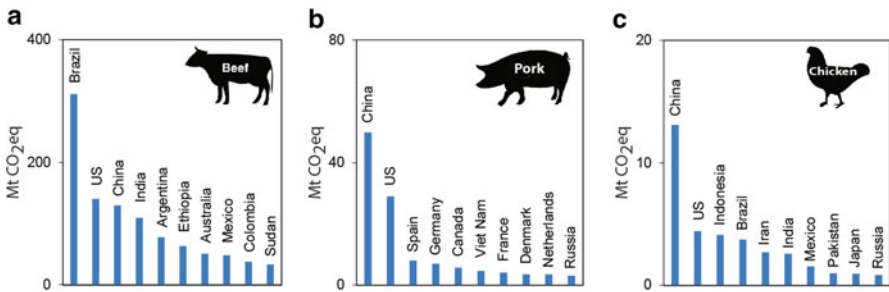 a
Mt CO2eq
400
200
0
Brazil
US
China
India
Argentina
Ethiopia
Australia
Mexico
Colombia
Sudan
Beef
b
Mt CO2eq
80
40
0
China
US
Spain
Germany
Canada
Viet Nam
France
Denmark
Netherlands
Russia
Pork
c
Mt CO2eq
20
10
0
China
US
Indonesia
Brazil
Iran
India
Mexico
Pakistan
Japan
Russia
Chicken